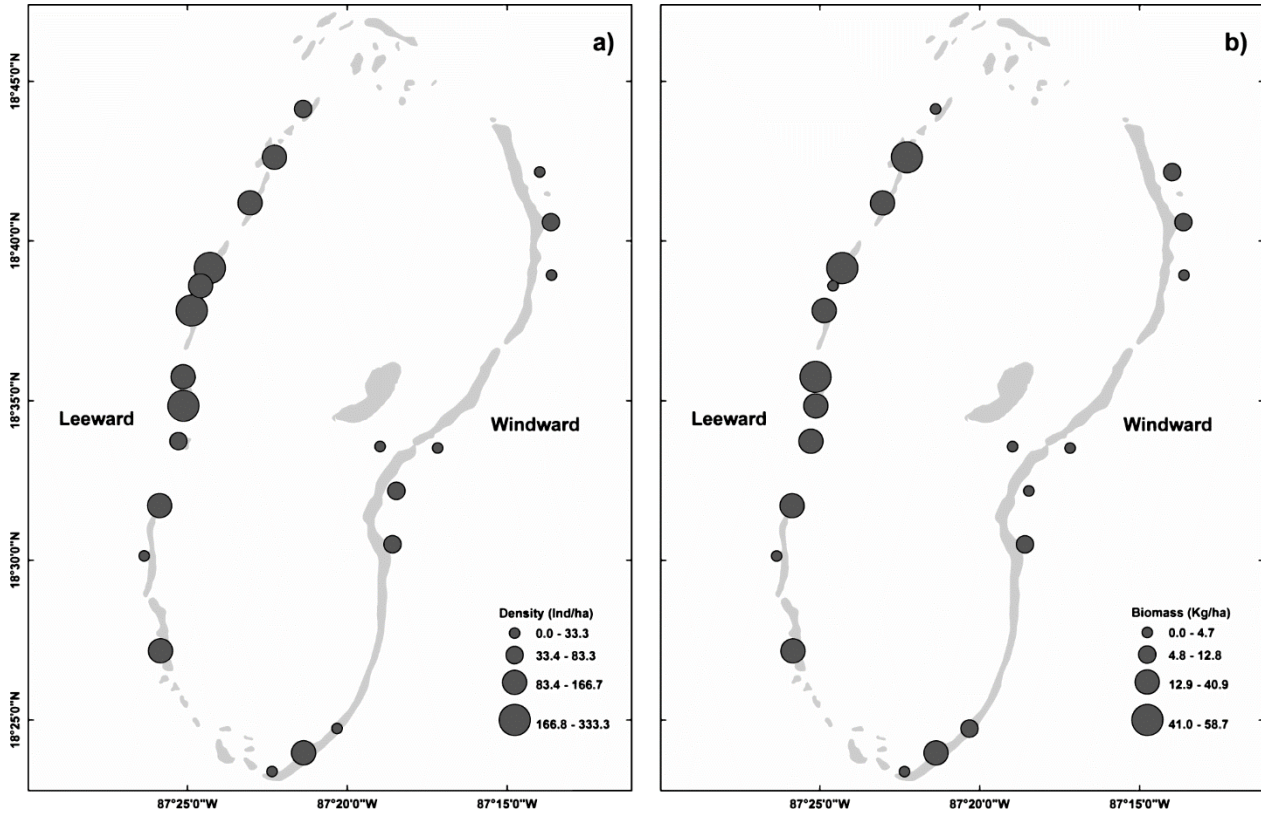 a)
18°45'0"N
18°40'0"N
18°35'0"N
18°30'0"N
18°25'0"N
Leeward
Windward
Density (Ind/ha)
0.0 - 33.3
33.4 - 83.3
83.4 - 166.7
166.8 - 333.3
87°25'0"W
87°20'0"W
87°15'0"W
b)
Leeward
Windward
Biomass (Kg/ha)
0.0 - 4.7
4.8 - 12.8
12.9 - 40.9
41.0 - 58.7
87°25'0"W
87°20'0"W
87°15'0"W